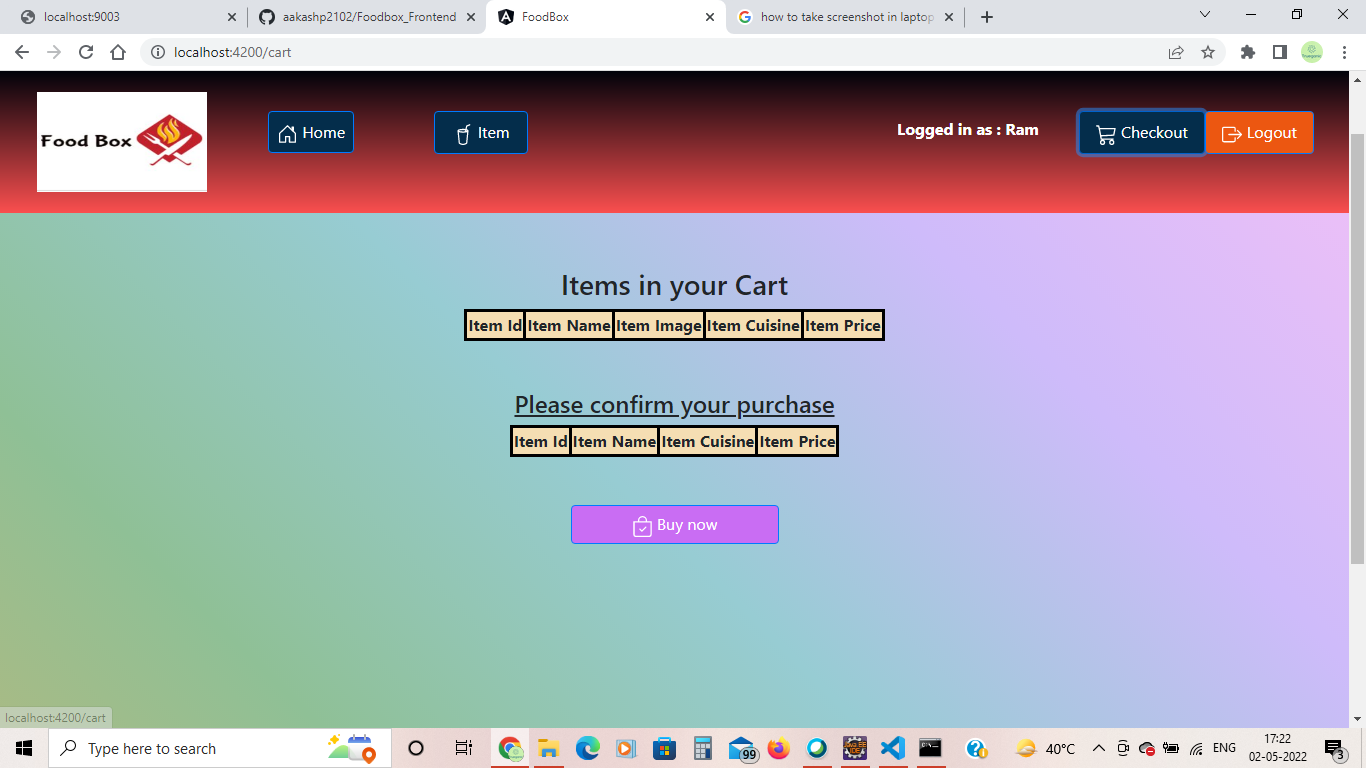 localhost:9003
aakashp2102/Foodbox_Frontend
FoodBox
how to take screenshot in laptop
localhost:4200/cart
Food Box
Home
Item
Logged in as : Ram
Checkout
Logout
Items in your Cart
Item Id Item Name Item Image Item Cuisine Item Price
Please confirm your purchase
Item Id Item Name Item Cuisine Item Price
Buy now
localhost:4200/cart
Type here to search
99
40°C
ENG
17:22
02-05-2022
3